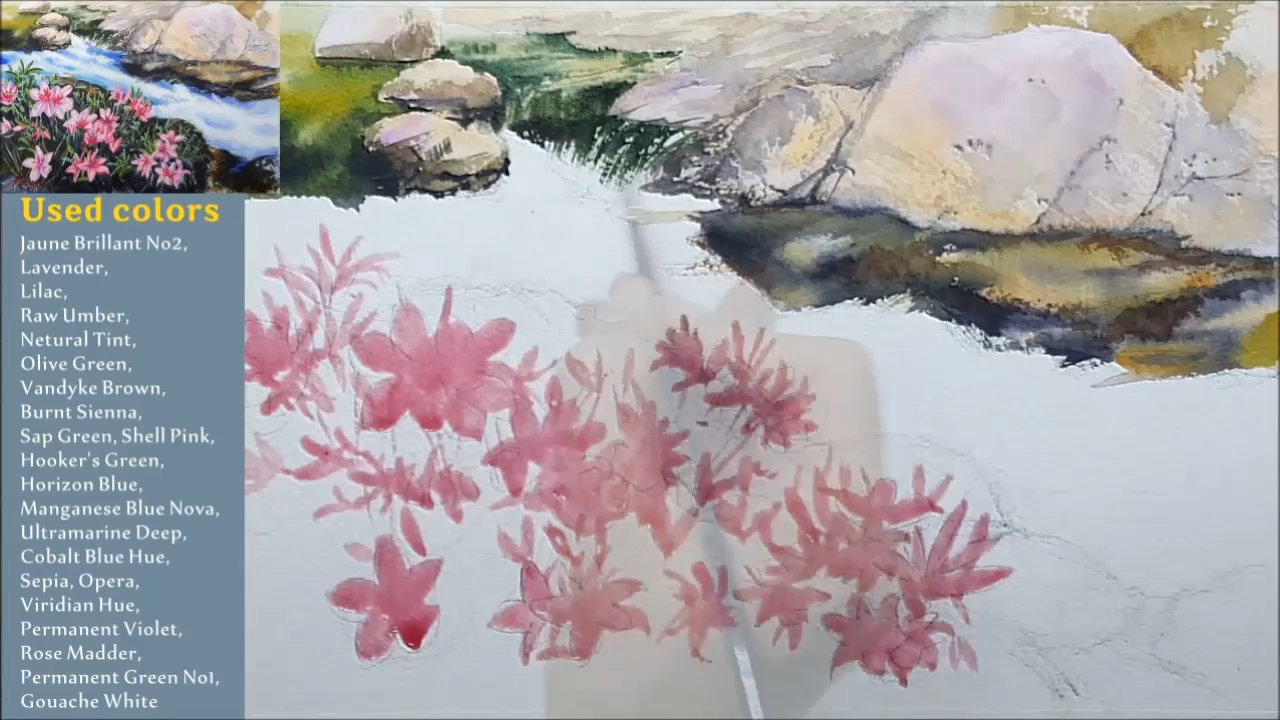 Used colors
Jaune Brillant No2,
Lavender,
Lilac,
Raw Umber,
Netural Tint,
Olive Green,
Vandyke Brown,
Burnt Sienna,
Sap Green, Shell Pink,
Hooker's Green,
Horizon Blue,
Manganese Blue Nova,
Ultramarine Deep,
Cobalt Blue Hue,
Sepia, Opera,
Viridian Hue,
Permanent Violet,
Rose Madder,
Permanent Green No1,
Gouache White